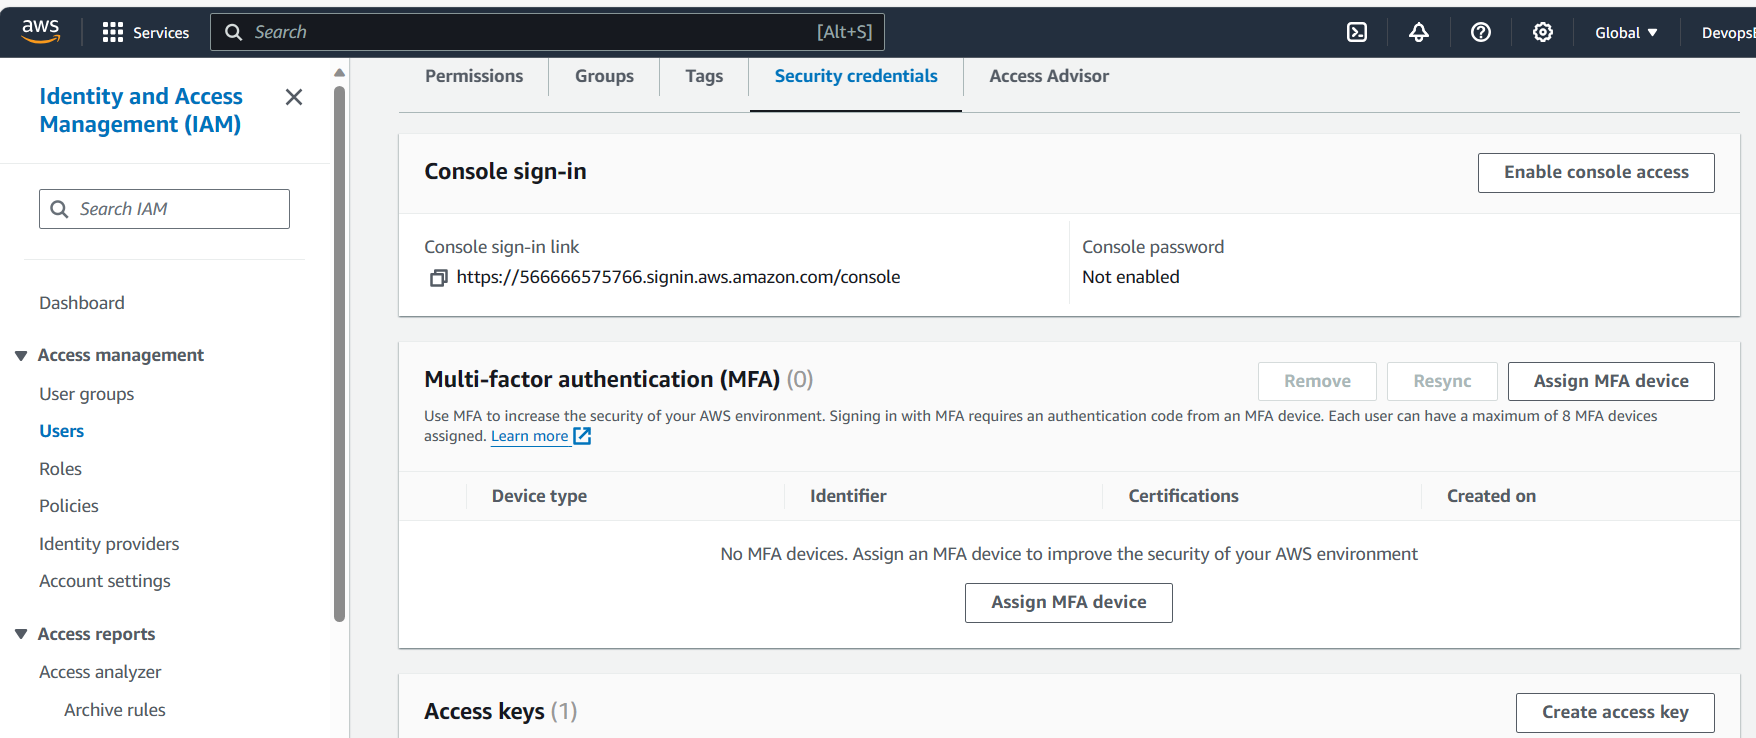 aws
Services
Search
[Alt+S]
Global
Identity and Access
Management (IAM)
Search IAM
Dashboard
Access management
User groups
Users
Roles
Policies
Identity providers
Account settings
Access reports
Access analyzer
Archive rules
Permissions
Groups
Tags
Security credentials
Access Advisor
Console sign-in
Enable console access
Console sign-in link
https://566666575766.signin.aws.amazon.com/console
Console password
Not enabled
Multi-factor authentication (MFA) (0)
Remove
Resync
Assign MFA device
Use MFA to increase the security of your AWS environment. Signing in with MFA requires an authentication code from an MFA device. Each user can have a maximum of 8 MFA devices
assigned. Learn more
Device type
Identifier
Certifications
Created on
No MFA devices. Assign an MFA device to improve the security of your AWS environment
Assign MFA device
Access keys (1)
Create access key